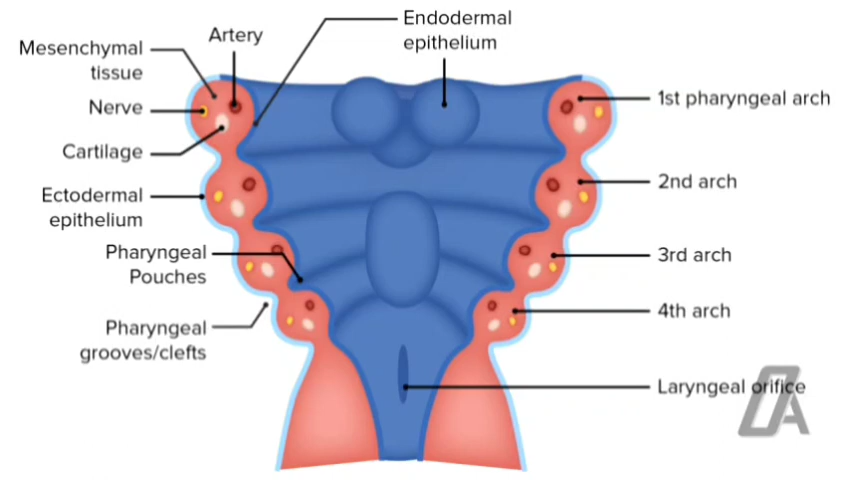 Endodermal
epithelium
Artery
Mesenchymal
tissue
Nerve
Cartilage
Ectodermal
epithelium
Pharyngeal
Pouches
Pharyngeal
grooves/clefts
1st pharyngeal arch
2nd arch
3rd arch
4th arch
Laryngeal orifice